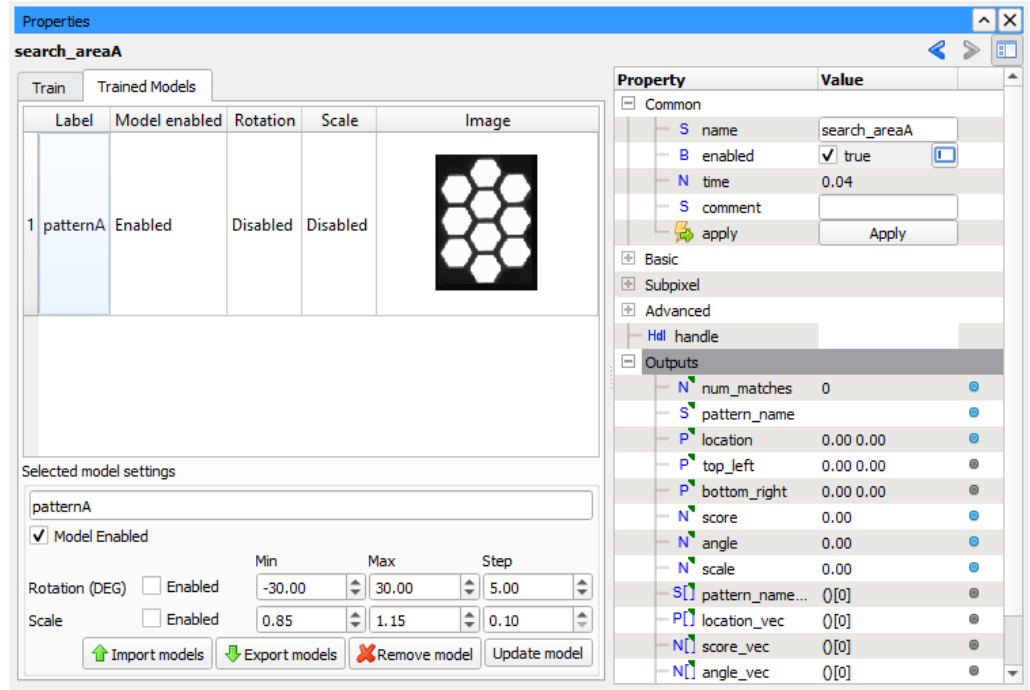 Properties
search_areaA
Train Trained Models
Label Model enabled Rotation Scale Image
1 patternA Enabled Disabled Disabled
Selected model settings
patternA
Model Enabled
Min Max Step
Rotation (DEG) Enabled -30.00 30.00 5.00
Scale Enabled 0.85 1.15 0.10
Import models Export models Remove model Update model
Property Value
Common
S name search_areaA
B enabled true
N time 0.04
S comment
apply Apply
Basic
Subpixel
Advanced
Hdl handle
Outputs
N num_matches 0
S pattern_name
P location 0.00 0.00
P top_left 0.00 0.00
P bottom_right 0.00 0.00
N score 0.00
N angle 0.00
N scale 0.00
S[] pattern_name... ()[0]
P[] location_vec ()[0]
N[] score_vec ()[0]
N[] angle_vec ()[0]